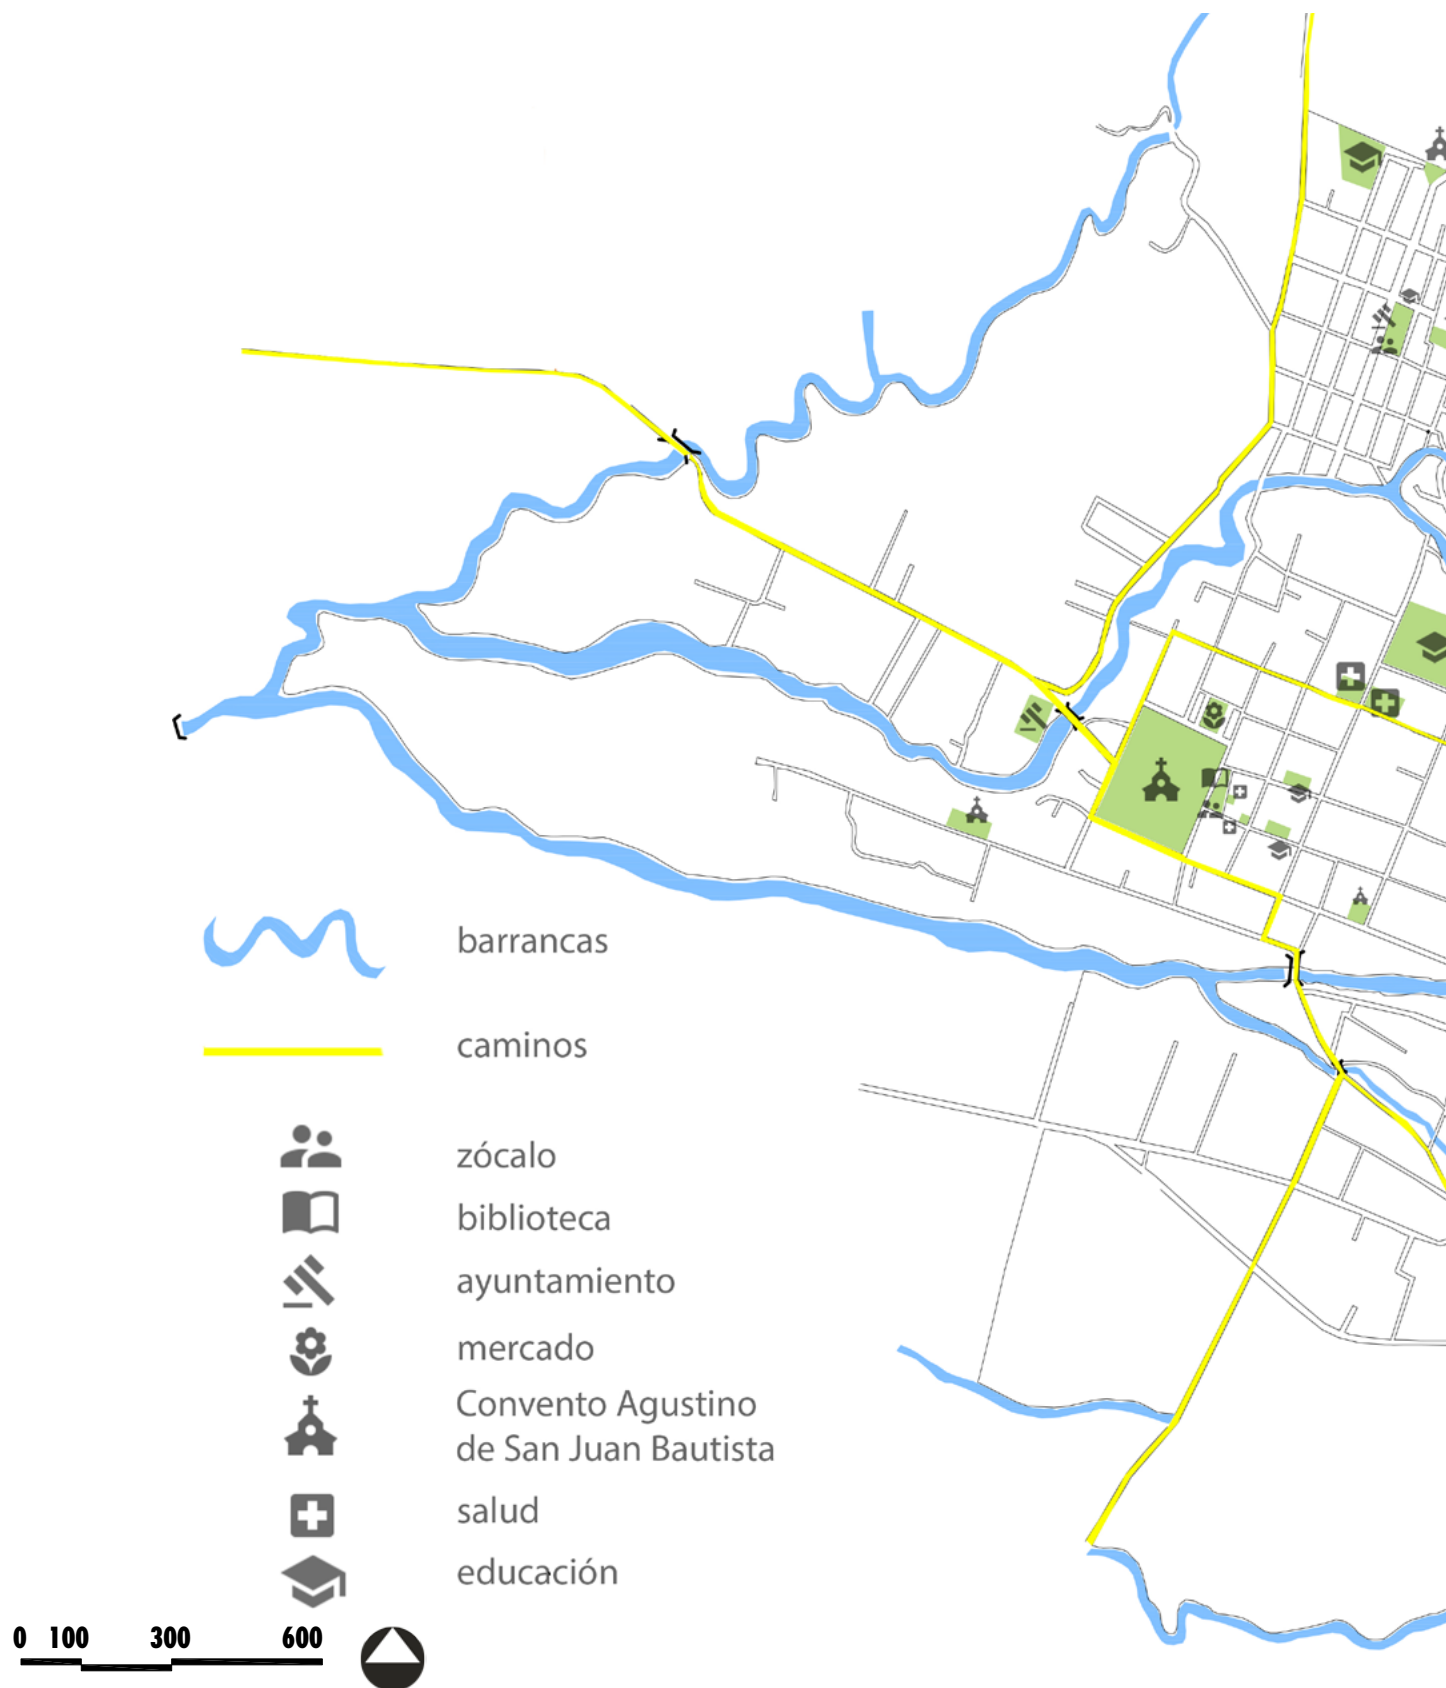 barrancas
caminos
zócalo
biblioteca
ayuntamiento
mercado
Convento Agustino
de San Juan Bautista
salud
educación
0 100 300 600